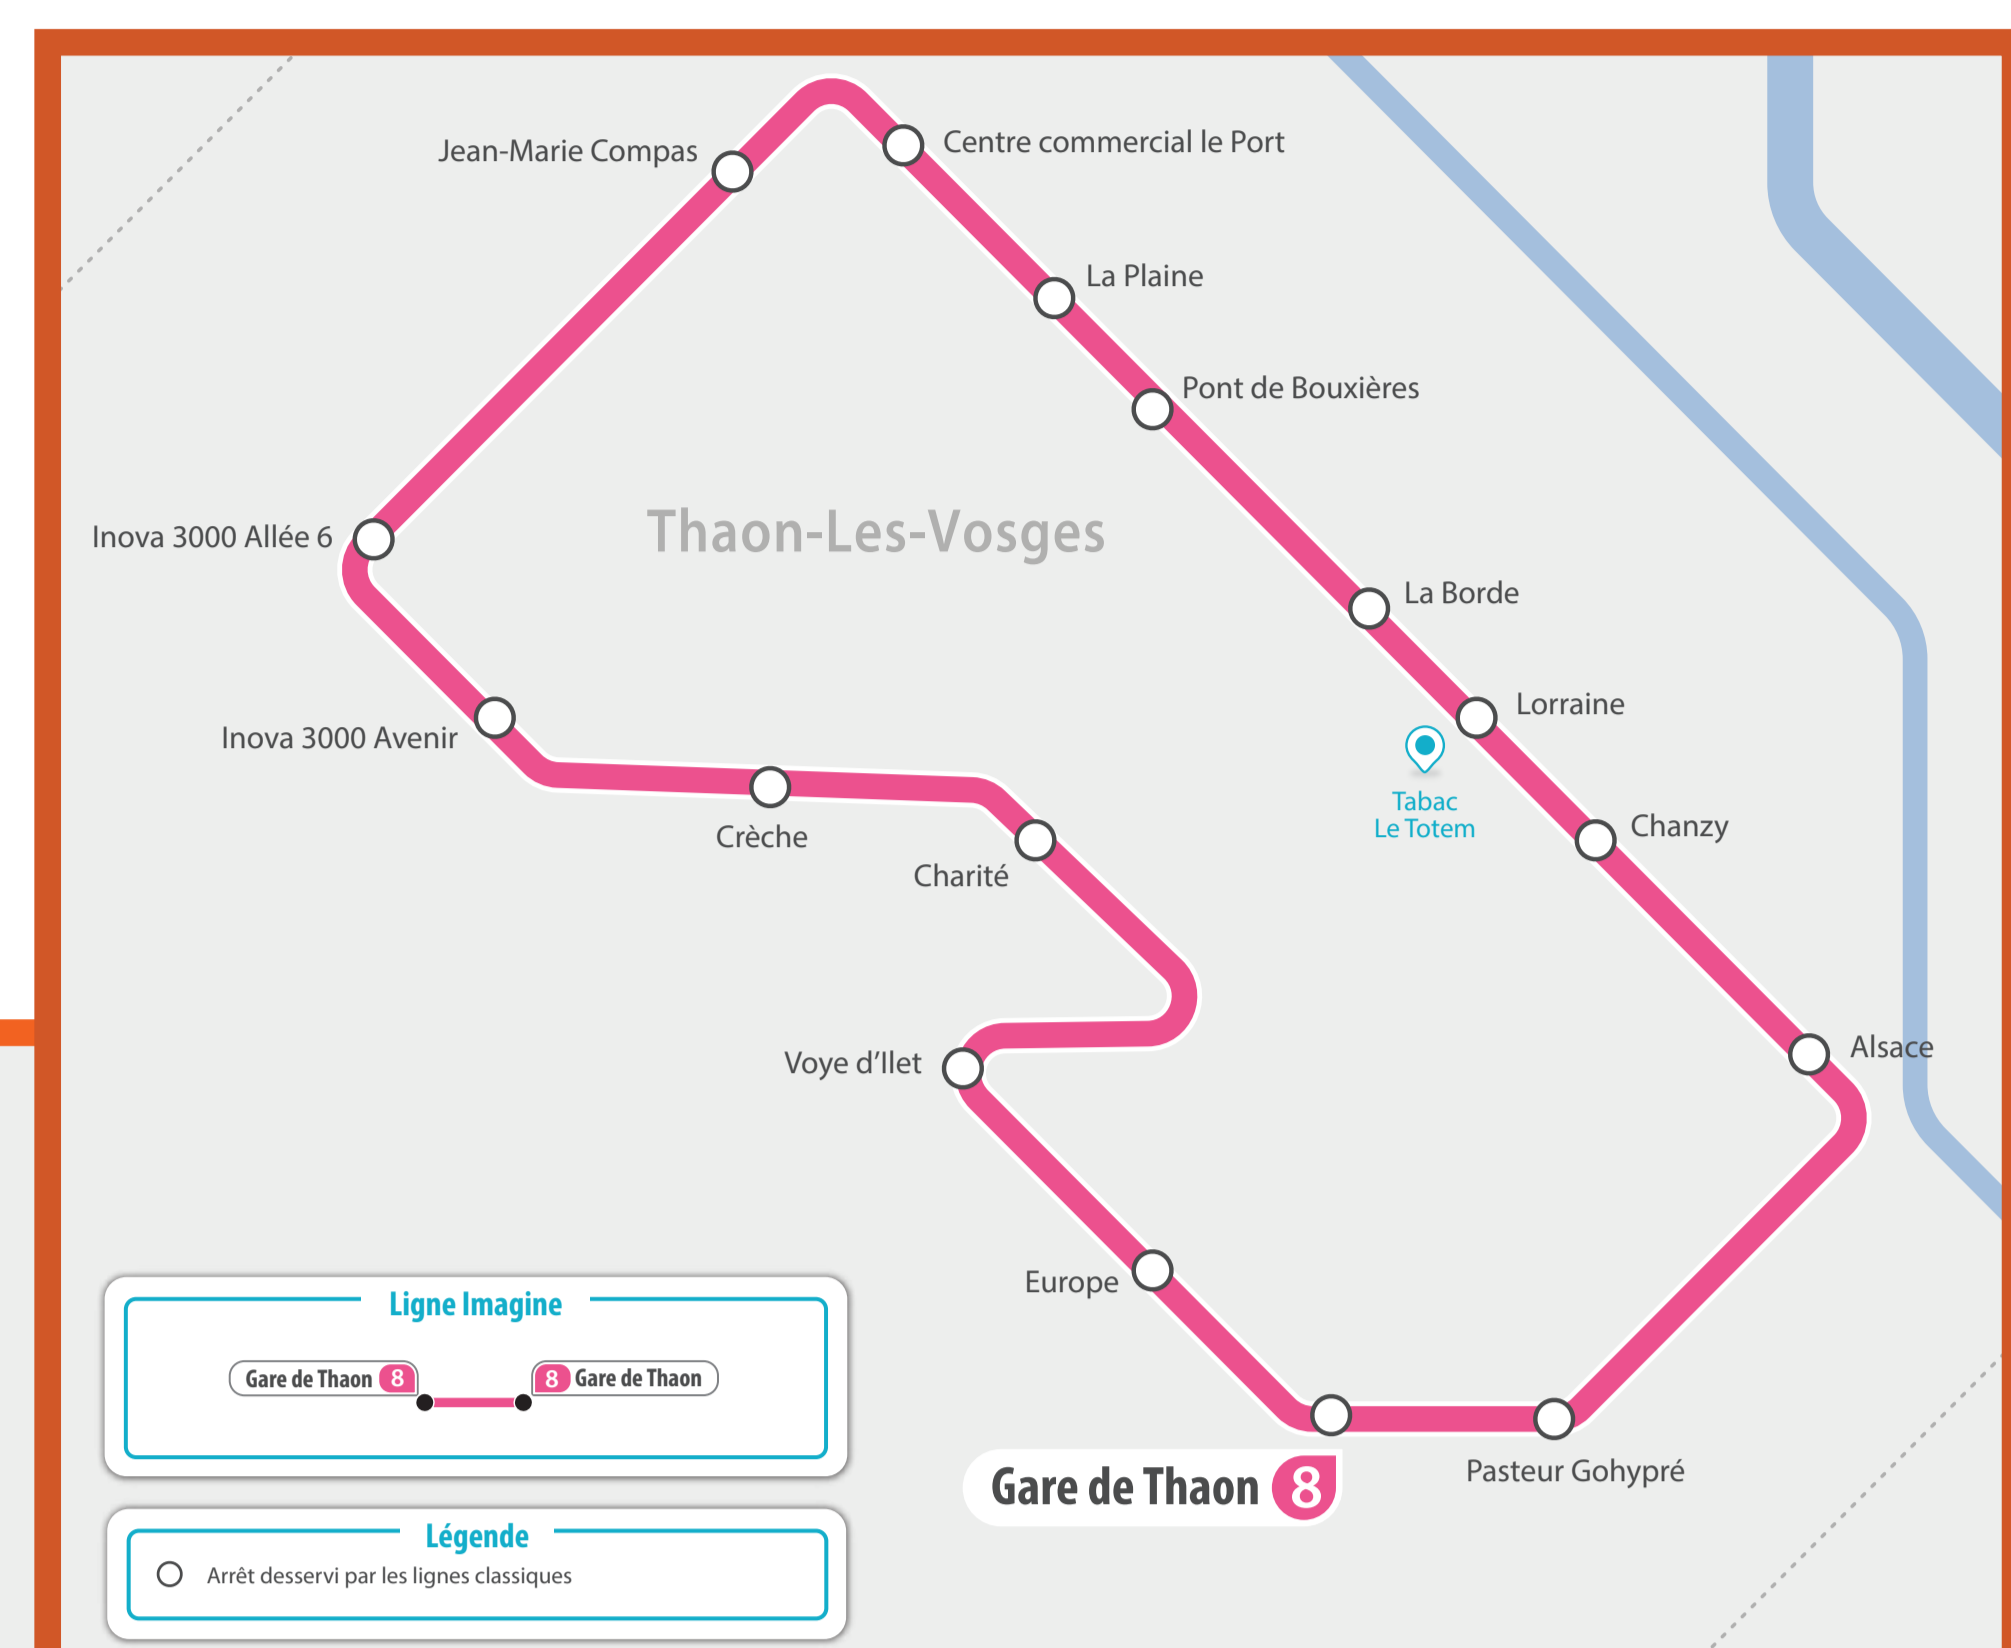 Jean-Marie Compas
Centre commercial le Port
La Plaine
Pont de Bouxières
Thaon-Les-Vosges
Inova 3000 Allée 6
La Borde
Lorraine
Inova 3000 Avenir
Tabac
Le Totem
Crèche
Chanzy
Charité
Voye d’Ilet
Alsace
Europe
Gare de Thaon 8
Pasteur Gohypré
Ligne Imagine
Gare de Thaon 8
8 Gare de Thaon
Légende
Arrêt desservi par les lignes classiques